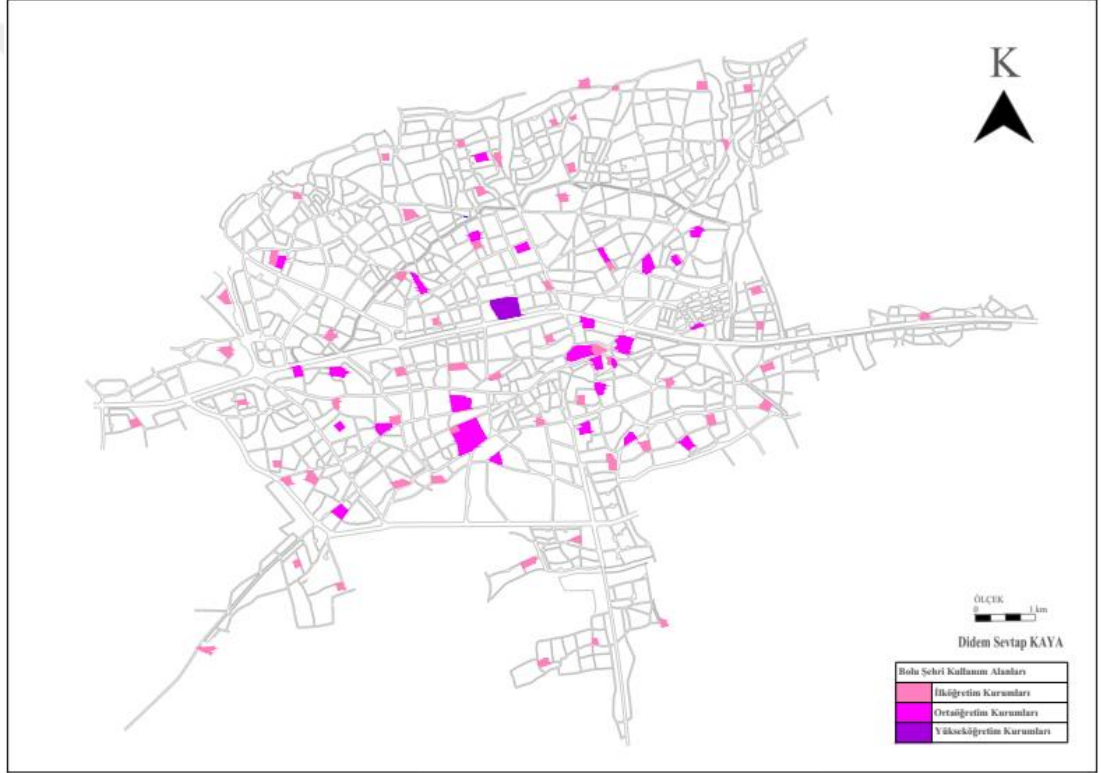 K
ÖLÇEK
0 1 km
Didem Sevtap KAYA
Bolu Şehri Kullanım Alanları
İlköğretim Kurumları
Ortaöğretim Kurumları
Yükseköğretim Kurumları